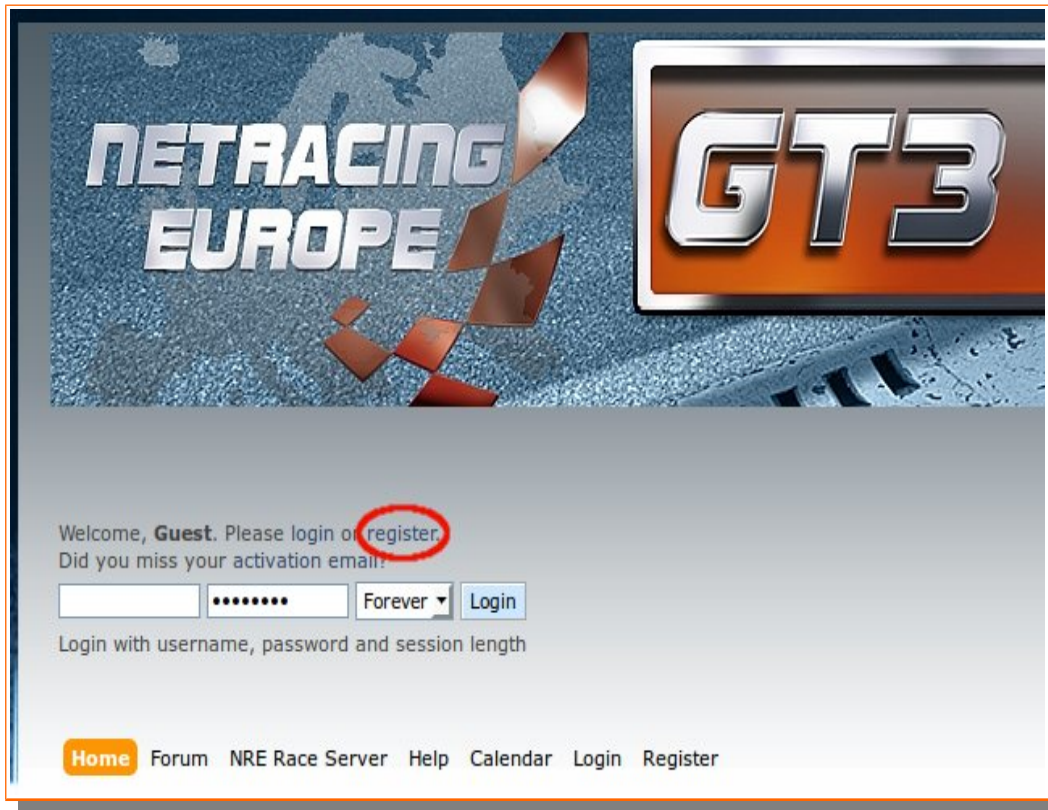 NETRACING
EUROPE
GT3
Welcome, Guest. Please login or register.
Did you miss your activation email?
•••••••• Forever Login
Login with username, password and session length
Home Forum NRE Race Server Help Calendar Login Register